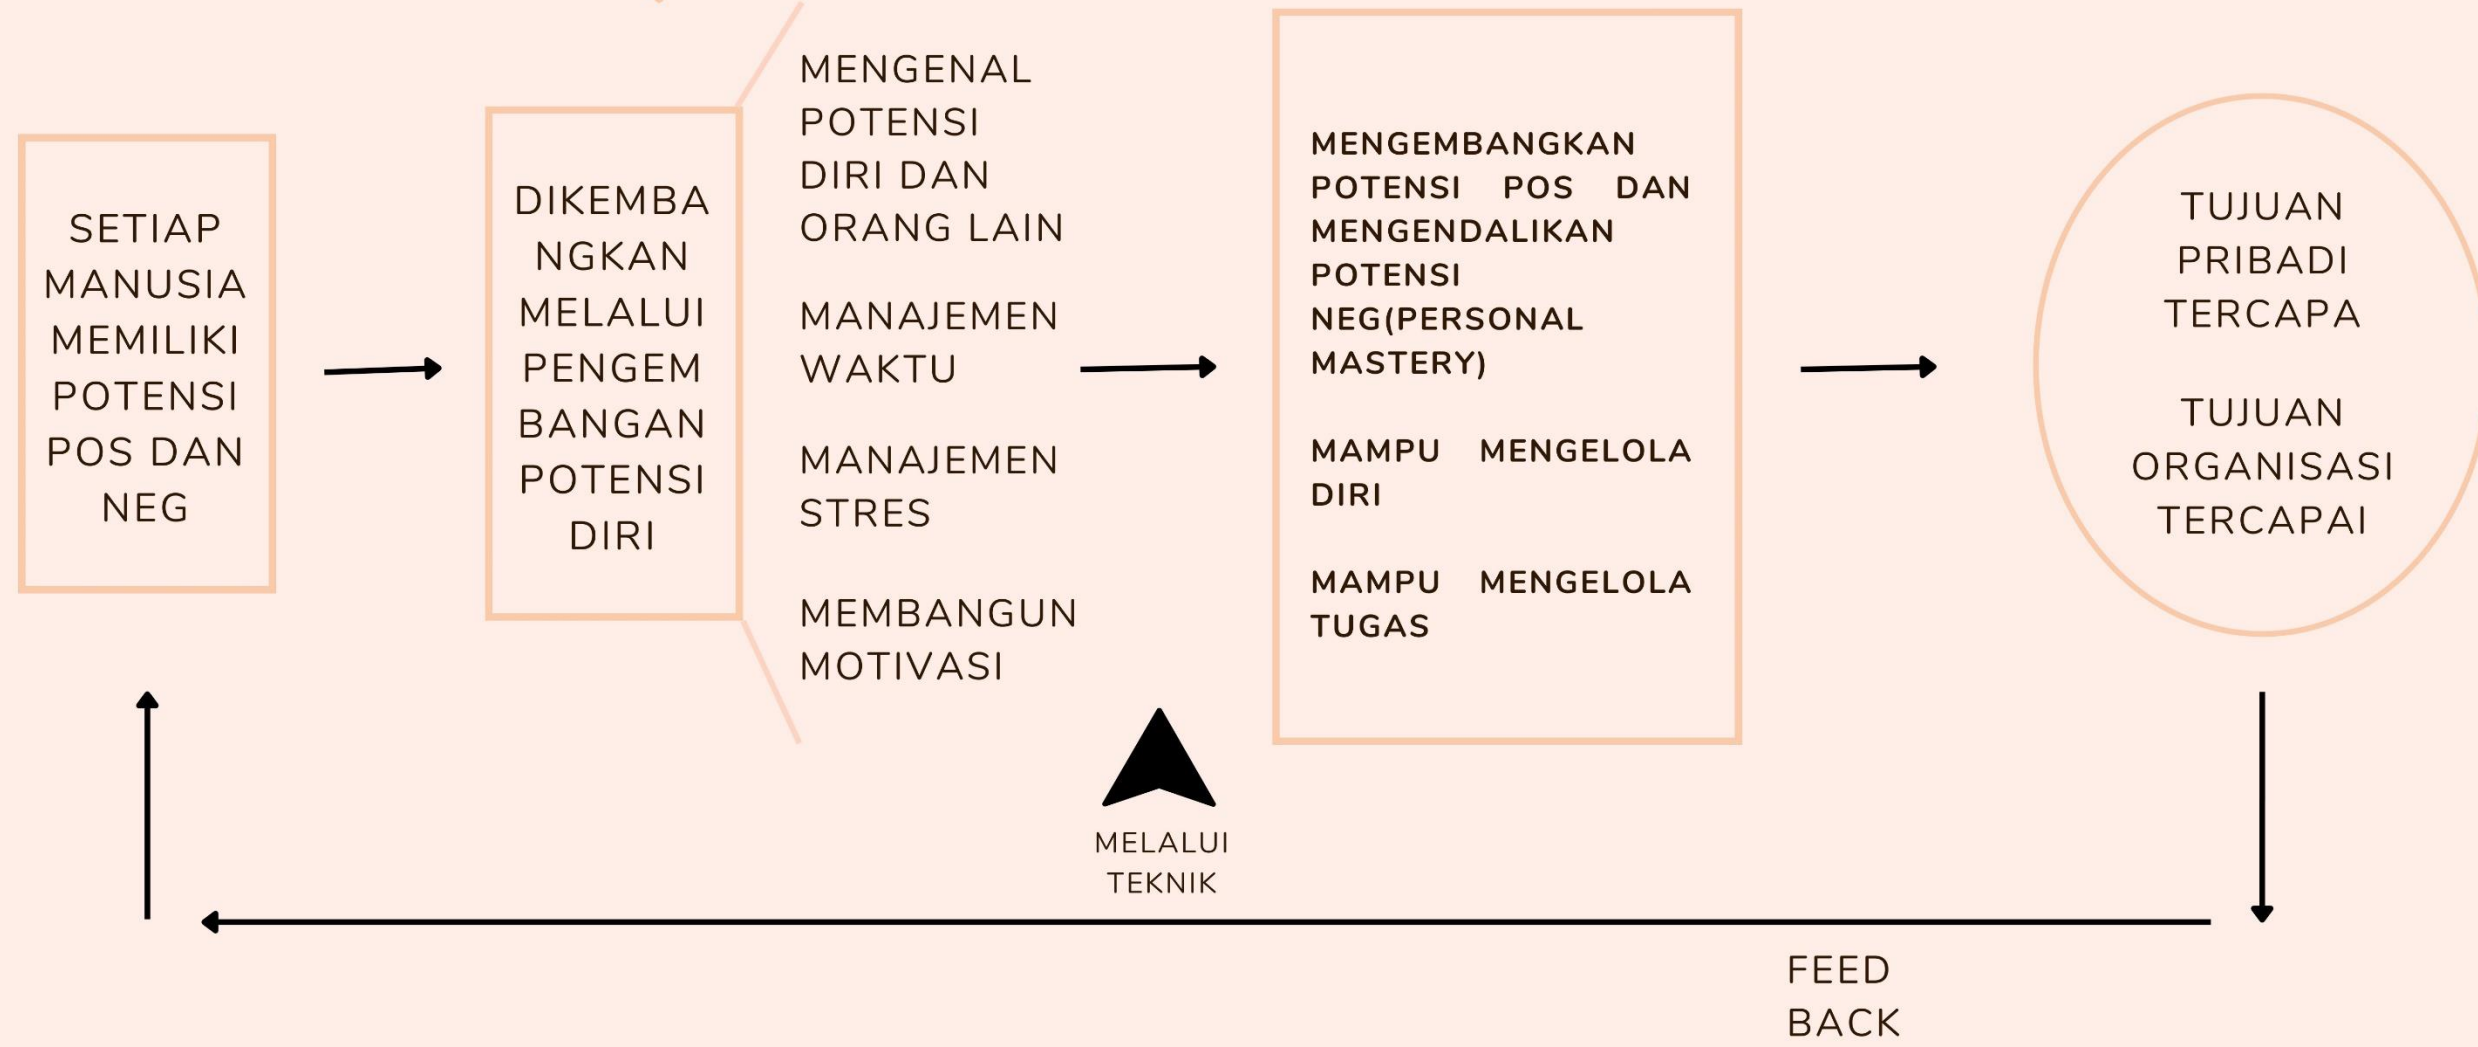 SETIAP
MANUSIA
MEMILIKI
POTENSI
POS DAN
NEG
DIKEMBA
NGKAN
MELALUI
PENGEM
BANGAN
POTENSI
DIRI
MENGENAL
POTENSI
DIRI DAN
ORANG LAIN
MANAJEMEN
WAKTU
MANAJEMEN
STRES
MEMBANGUN
MOTIVASI
MENGEMBANGKAN
POTENSI POS DAN
MENGENDALIKAN
POTENSI
NEG(PERSONAL
MASTERY)
MAMPU MENGELOLA
DIRI
MAMPU MENGELOLA
TUGAS
TUJUAN
PRIBADI
TERCAPA
TUJUAN
ORGANISASI
TERCAPAI
MELALUI
TEKNIK
FEED
BACK